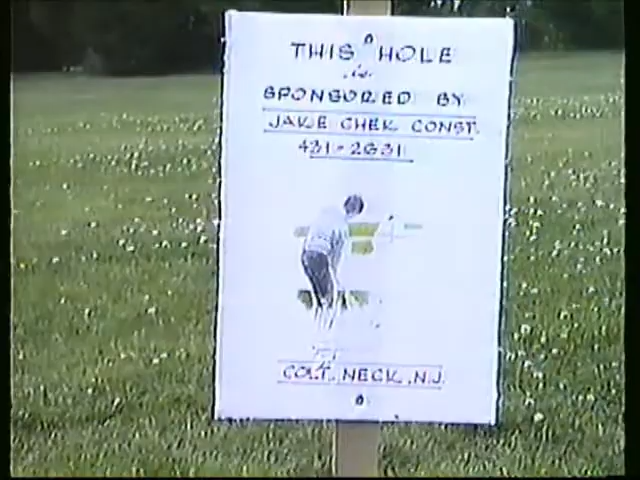 THIS HOLE
is
SPONSORED BY
JAKE CHEK CONST.
431-2631
COLT NECK, N.J.